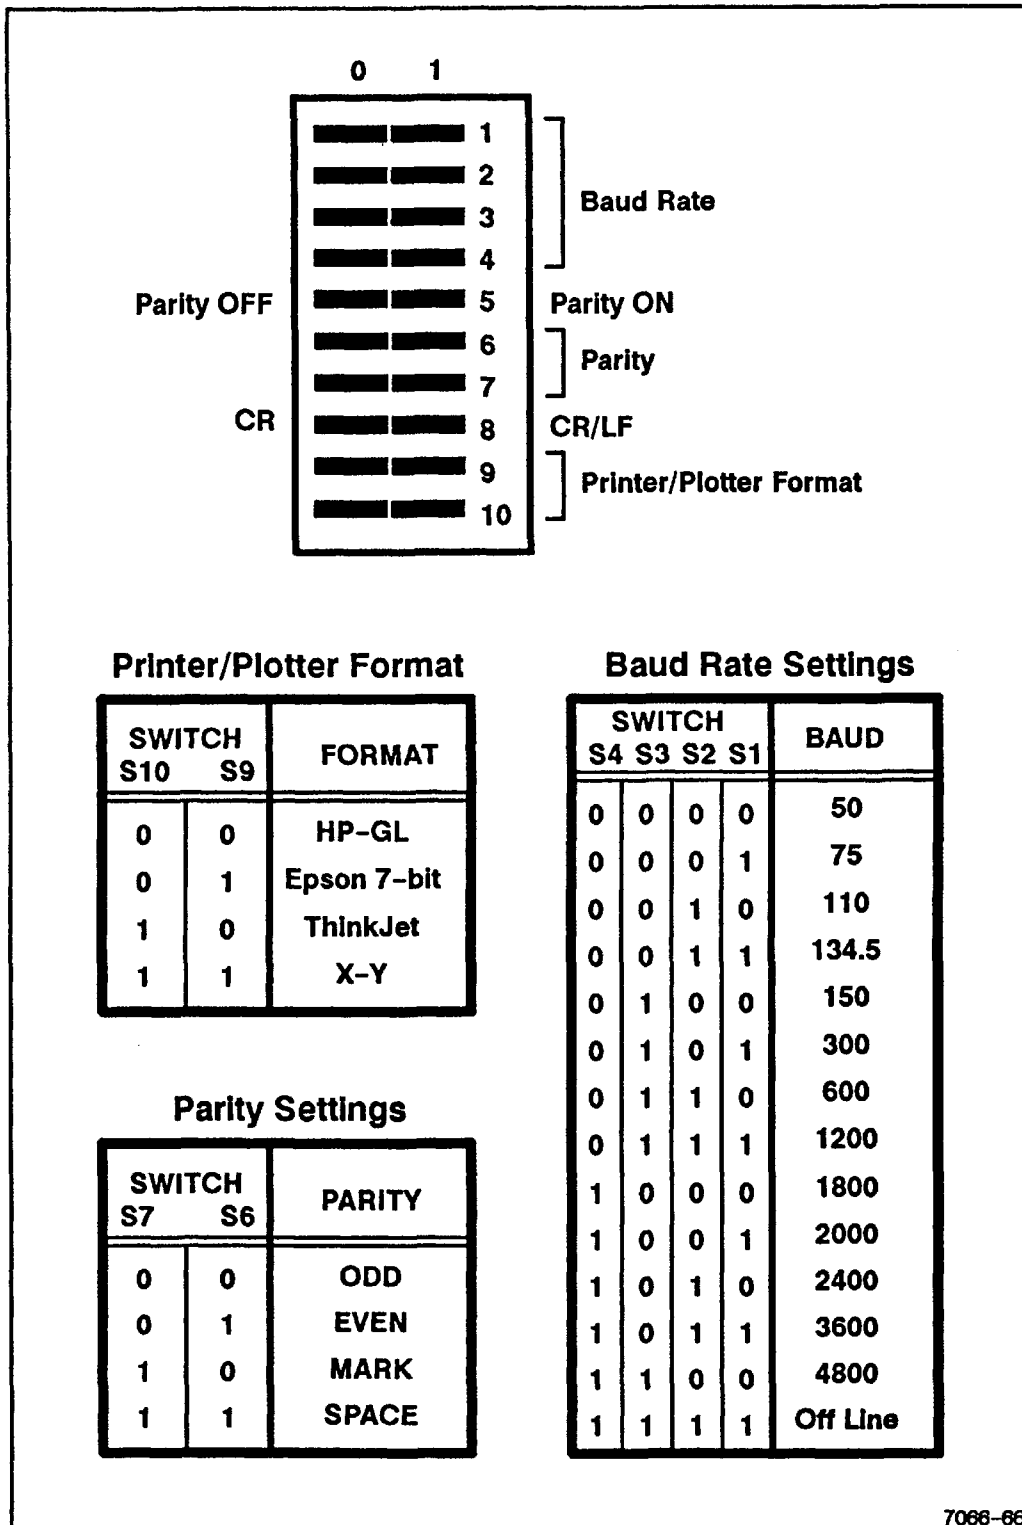 0 1
1
2
Baud Rate
3
4
Parity OFF 5 Parity ON
6
Parity
7
CR 8 CR/LF
9
Printer/Plotter Format
10
Printer/Plotter Format
SWITCH
S10 S9 FORMAT
0 0 HP-GL
0 1 Epson 7-bit
1 0 ThinkJet
1 1 X-Y
Parity Settings
SWITCH
S7 S6 PARITY
0 0 ODD
0 1 EVEN
1 0 MARK
1 1 SPACE
Baud Rate Settings
SWITCH
S4 S3 S2 S1 BAUD
0 0 0 0 50
0 0 0 1 75
0 0 1 0 110
0 0 1 1 134.5
0 1 0 0 150
0 1 0 1 300
0 1 1 0 600
0 1 1 1 1200
1 0 0 0 1800
1 0 0 1 2000
1 0 1 0 2400
1 0 1 1 3600
1 1 0 0 4800
1 1 1 1 Off Line
7066-66